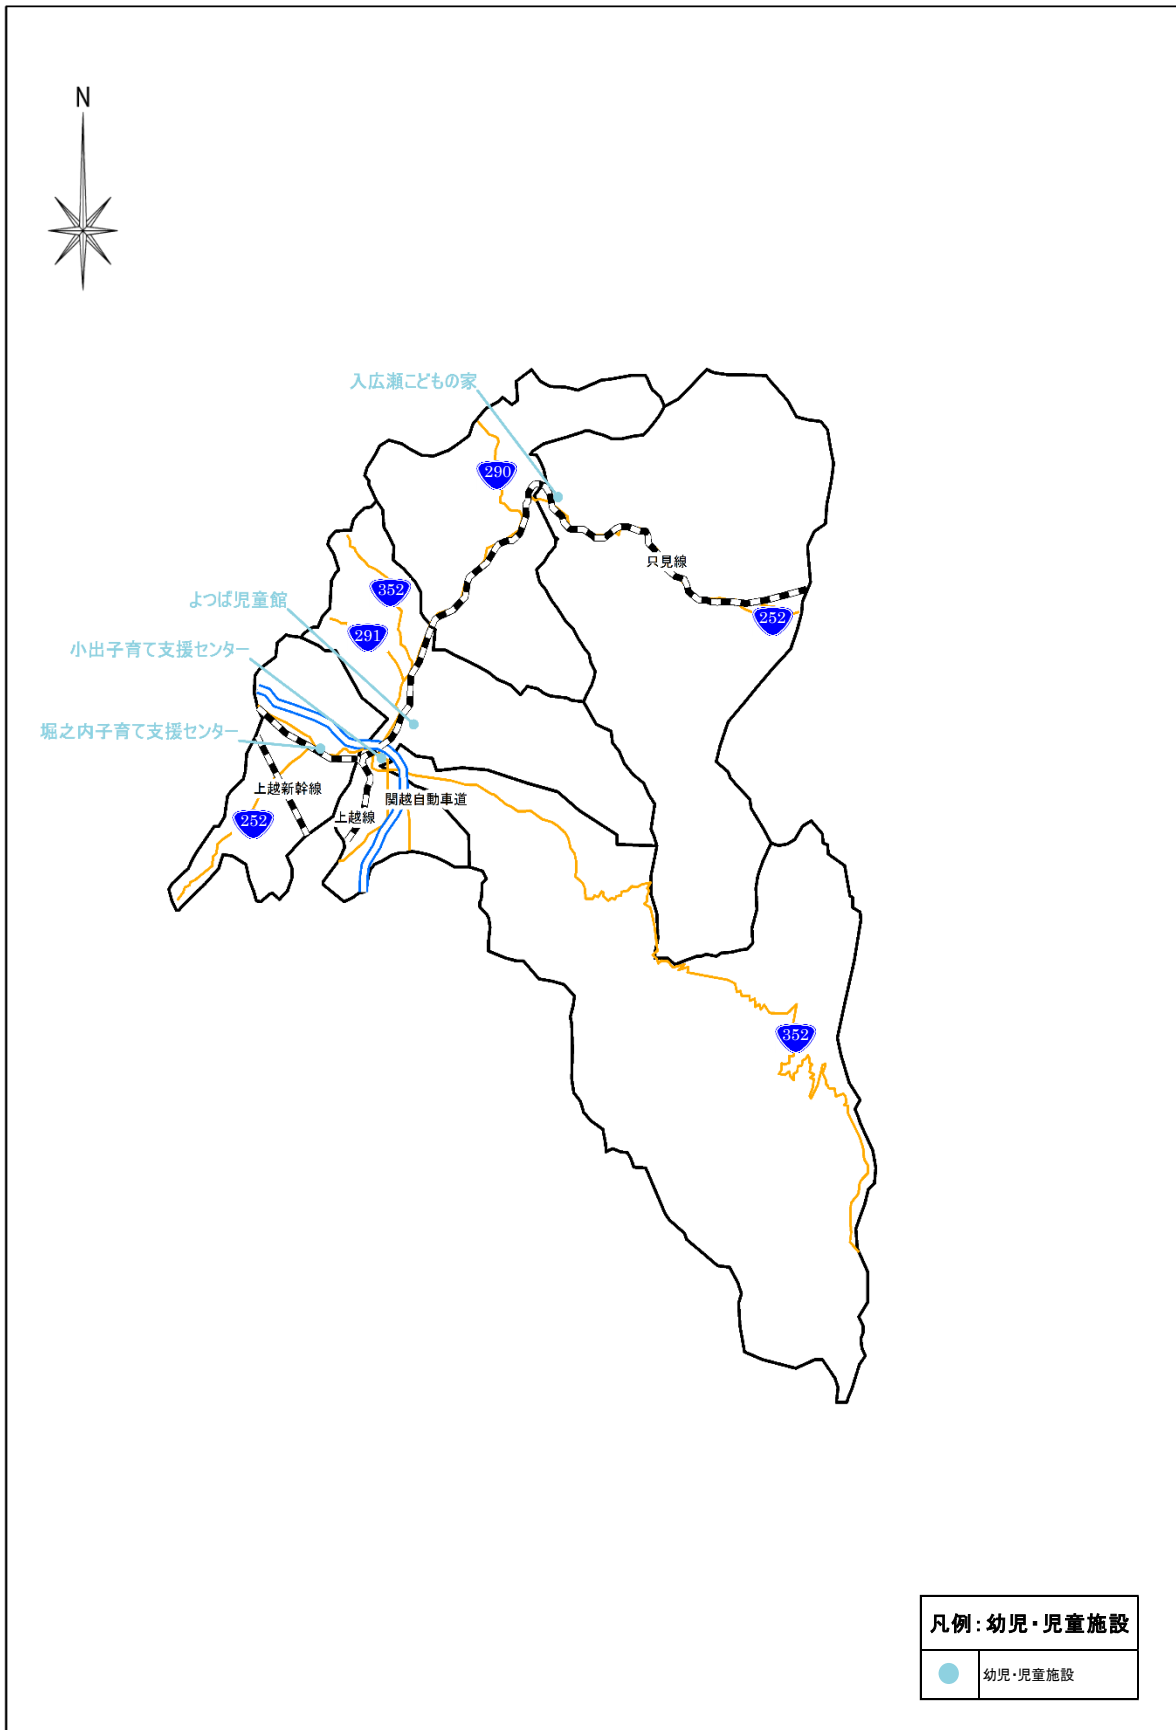 N
入広瀬こどもの家
290
只見線
352
よつば児童館
252
291
小出子育て支援センター
堀之内子育て支援センター
上越新幹線
関越自動車道
上越線
252
352
凡例：幼児・児童施設
幼児・児童施設